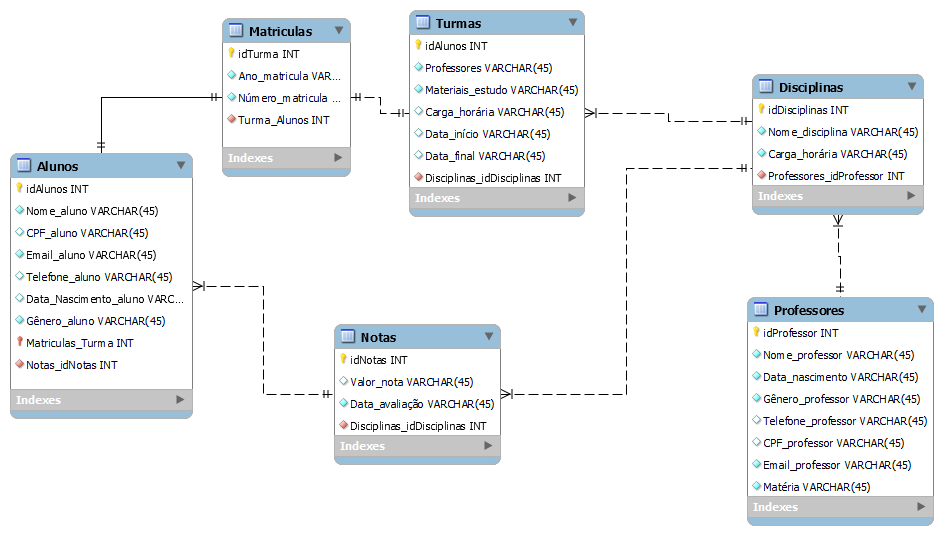 Matriculas
idTurma INT
Ano_matricula VAR...
Número_matricula ...
Turma_Alunos INT
Indexes
Turmas
idAlunos INT
Professores VARCHAR(45)
Materiais_estudo VARCHAR(45)
Carga_horária VARCHAR(45)
Data_início VARCHAR(45)
Data_final VARCHAR(45)
Disciplinas_idDisciplinas INT
Indexes
Disciplinas
idDisciplinas INT
Nome_disciplina VARCHAR(45)
Carga_horária VARCHAR(45)
Professores_idProfessor INT
Indexes
Alunos
idAlunos INT
Nome_aluno VARCHAR(45)
CPF_aluno VARCHAR(45)
Email_aluno VARCHAR(45)
Telefone_aluno VARCHAR(45)
Data_Nascimento_aluno VARC...
Gênero_aluno VARCHAR(45)
Matriculas_Turma INT
Notas_idNotas INT
Indexes
Notas
idNotas INT
Valor_nota VARCHAR(45)
Data_avaliação VARCHAR(45)
Disciplinas_idDisciplinas INT
Indexes
Professores
idProfessor INT
Nome_professor VARCHAR(45)
Data_nascimento VARCHAR(45)
Gênero_professor VARCHAR(45)
Telefone_professor VARCHAR(45)
CPF_professor VARCHAR(45)
Email_professor VARCHAR(45)
Matéria VARCHAR(45)
Indexes